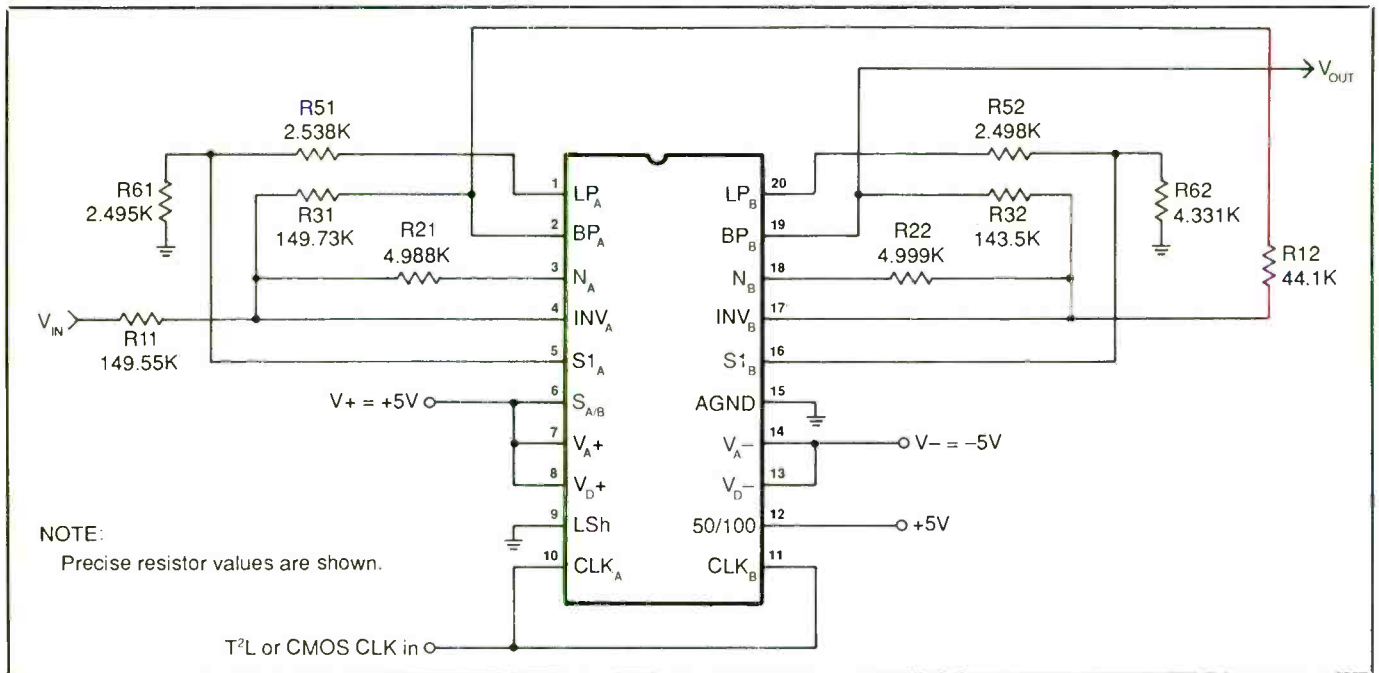 V_OUT
R51
2.538K
R52
2.498K
R61
2.495K
R31
149.73K
R21
4.988K
R62
4.331K
R32
143.5K
R22
4.999K
R12
44.1K
V_IN
R11
149.55K
1 LP_A
2 BP_A
3 N_A
4 INV_A
5 S1_A
6 S_A/B
7 V_A+
8 V_D+
9 LSh
10 CLK_A
LP_B 20
BP_B 19
N_B 18
INV_B 17
S1_B 16
AGND 15
V_A– 14
V_D– 13
50/100 12
CLK_B 11
V+ = +5V
V– = –5V
+5V
NOTE:
Precise resistor values are shown.
T²L or CMOS CLK in